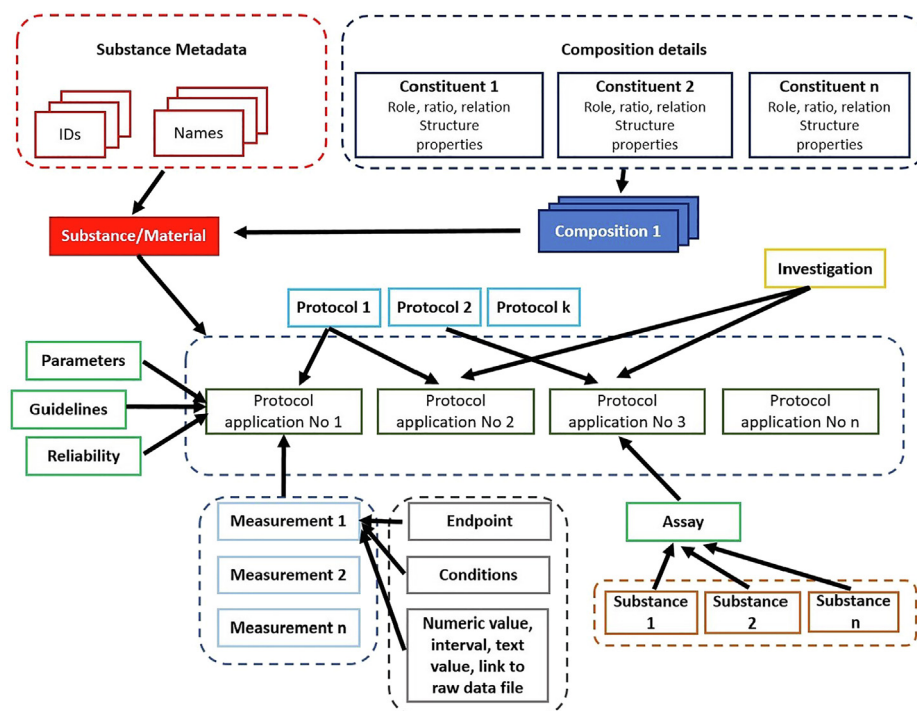 Substance Metadata
IDs
Names
Composition details
Constituent 1
Role, ratio, relation
Structure
properties
Constituent 2
Role, ratio, relation
Structure
properties
Constituent n
Role, ratio, relation
Structure
properties
Substance/Material
Composition 1
Investigation
Protocol 1
Protocol 2
Protocol k
Parameters
Guidelines
Reliability
Protocol
application No 1
Protocol
application No 2
Protocol
application No 3
Protocol
application No n
Measurement 1
Measurement 2
Measurement n
Endpoint
Conditions
Numeric value,
interval, text
value, link to
raw data file
Assay
Substance
1
Substance
2
Substance
n